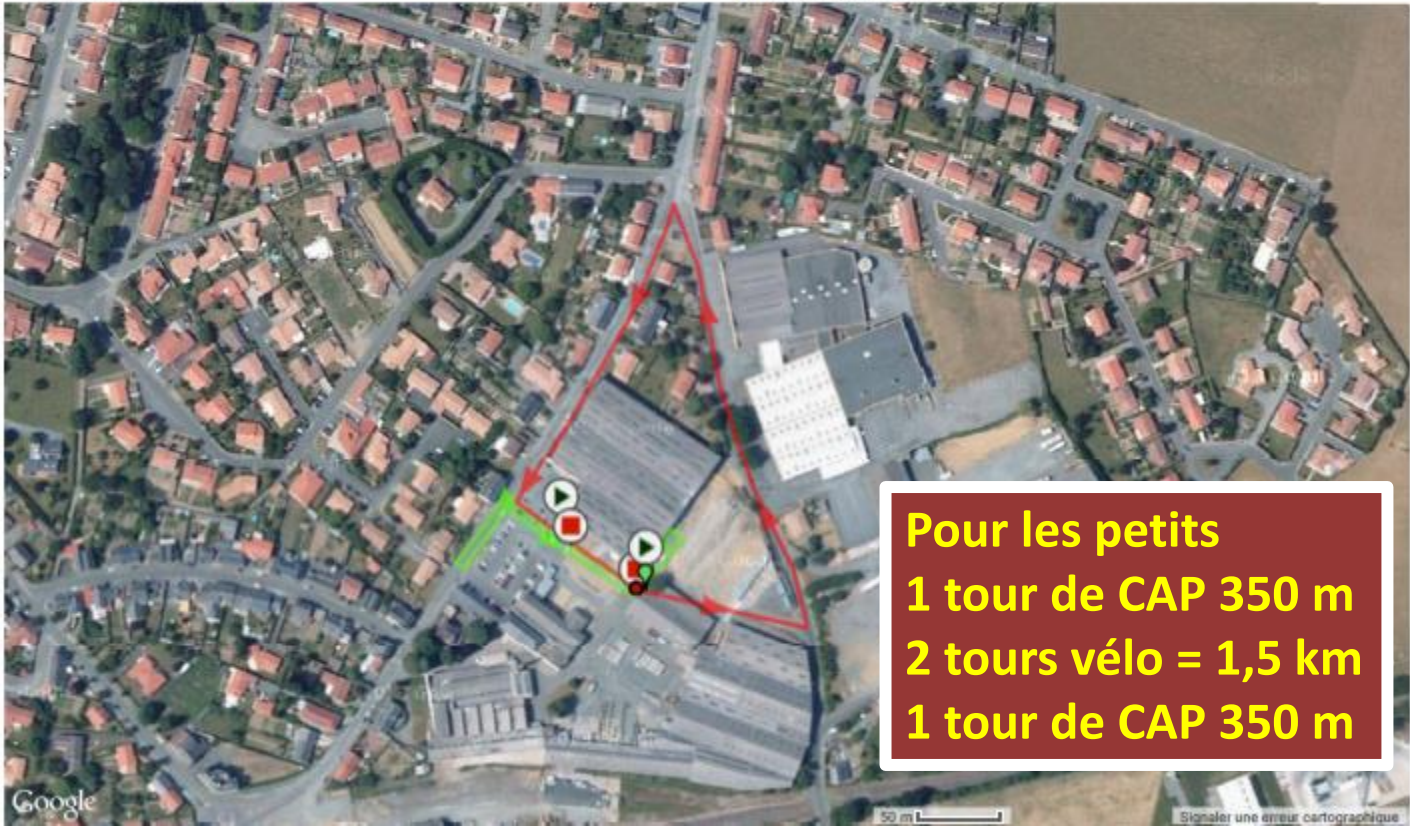 Pour les petits
1 tour de CAP 350 m
2 tours vélo = 1,5 km
1 tour de CAP 350 m
Google
50 m
Signaler une erreur cartographique